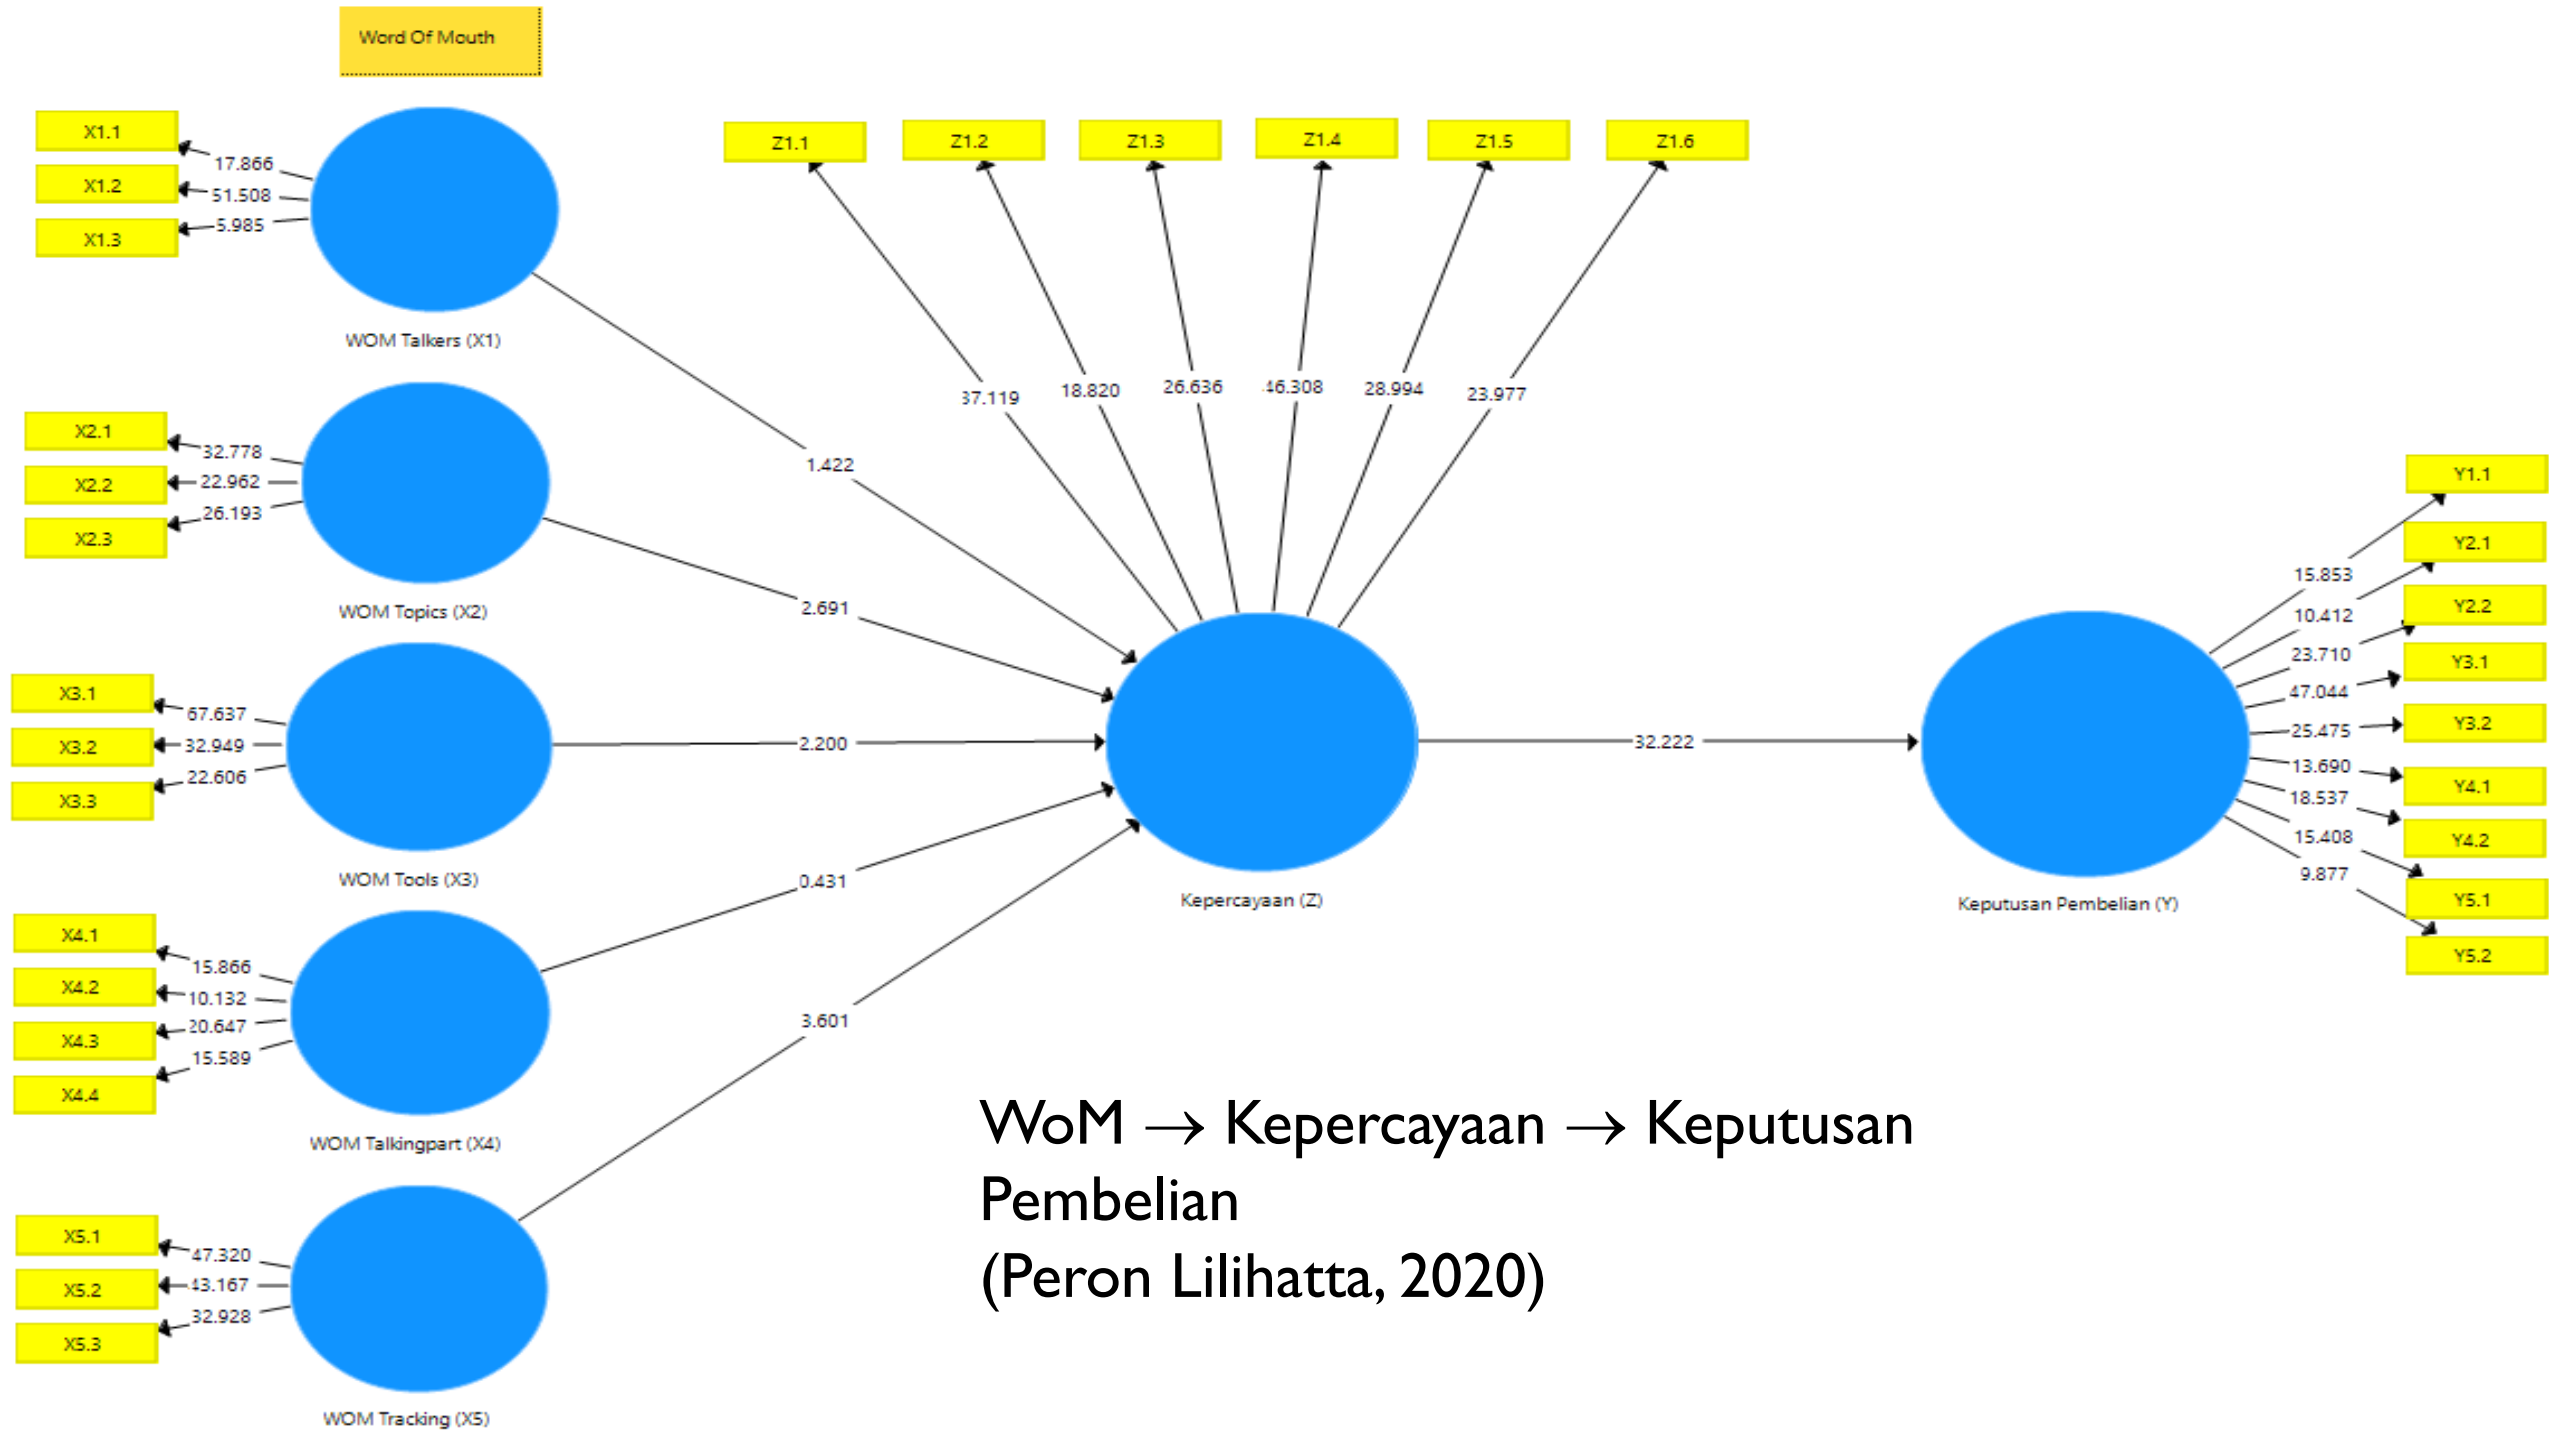 Word Of Mouth
X1.1
X1.2
X1.3
17.866
51.508
5.985
WOM Talkers (X1)
X2.1
X2.2
X2.3
32.778
22.962
26.193
WOM Topics (X2)
X3.1
X3.2
X3.3
67.637
32.949
22.606
WOM Tools (X3)
X4.1
X4.2
X4.3
X4.4
15.866
10.132
20.647
15.589
WOM Talkingpart (X4)
X5.1
X5.2
X5.3
47.320
43.167
32.928
WOM Tracking (X5)
1.422
2.691
2.200
0.431
3.601
Z1.1
Z1.2
Z1.3
Z1.4
Z1.5
Z1.6
37.119
18.820
26.636
46.308
28.994
23.977
Kepercayaan (Z)
32.222
Keputusan Pembelian (Y)
15.853
10.412
23.710
47.044
25.475
13.690
18.537
15.408
9.877
Y1.1
Y2.1
Y2.2
Y3.1
Y3.2
Y4.1
Y4.2
Y5.1
Y5.2
WoM → Kepercayaan → Keputusan
Pembelian
(Peron Lilihatta, 2020)